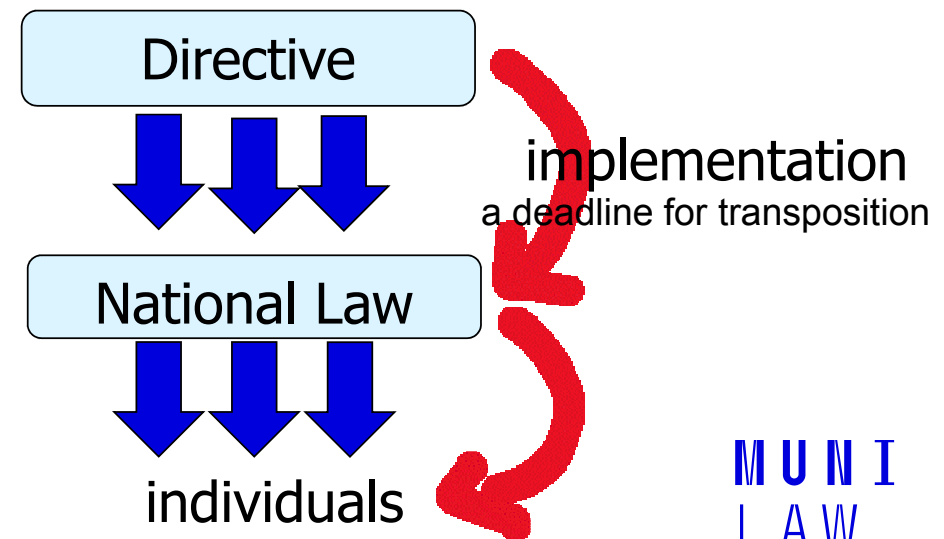 Directive
implementation
a deadline for transposition
National Law
individuals
MUNI
LAW